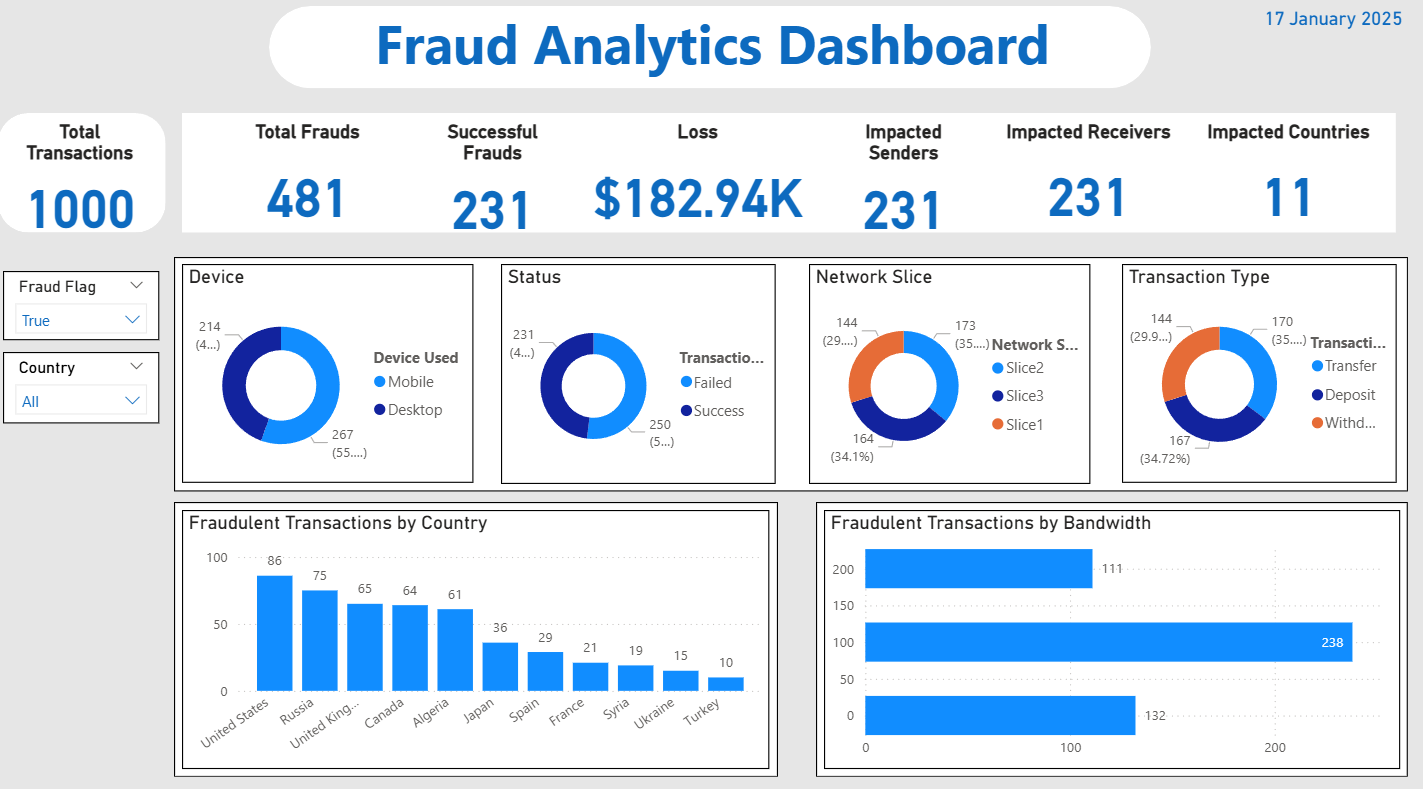 Fraud Analytics Dashboard
17 January 2025
Total
Transactions
1000
Total Frauds
481
Successful
Frauds
231
Loss
$182.94K
Impacted
Senders
231
Impacted Receivers
231
Impacted Countries
11
Fraud Flag
True
Country
All
Device
214
(4...)
267
(55....)
Device Used
Mobile
Desktop
Status
231
(4...)
250
(5...)
Transactio...
Failed
Success
Network Slice
144
(29....)
173
(35....)
164
(34.1%)
Network S...
Slice2
Slice3
Slice1
Transaction Type
144
(29.9...)
170
(35....)
167
(34.72%)
Transacti...
Transfer
Deposit
Withd...
Fraudulent Transactions by Country
100
50
0
86
75
65
64
61
36
29
21
19
15
10
United States
Russia
United King...
Canada
Algeria
Japan
Spain
France
Syria
Ukraine
Turkey
Fraudulent Transactions by Bandwidth
200
150
100
50
0
111
238
132
0
100
200